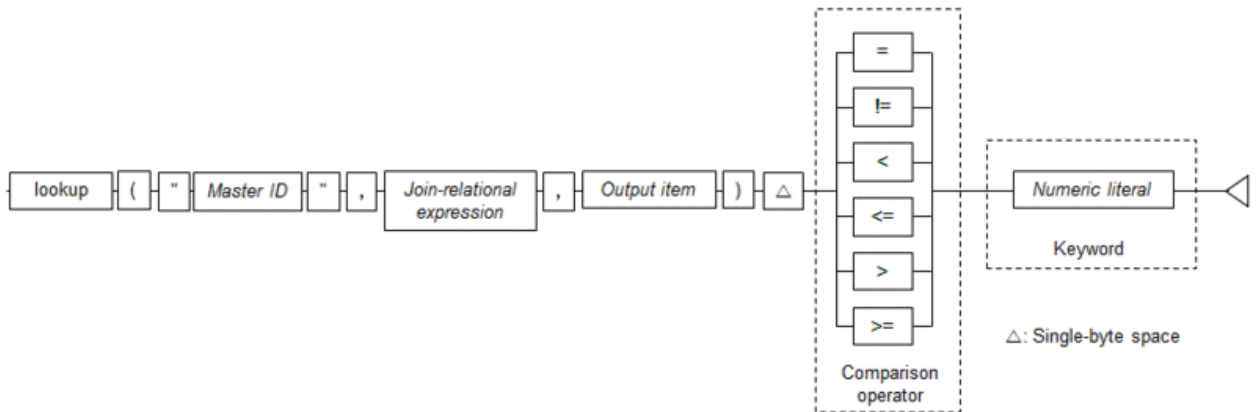 lookup ( " Master ID " , Join-relational expression , Output item ) △
=
!=
<
<=
>
>=
Comparison
operator
Numeric literal
Keyword
△: Single-byte space